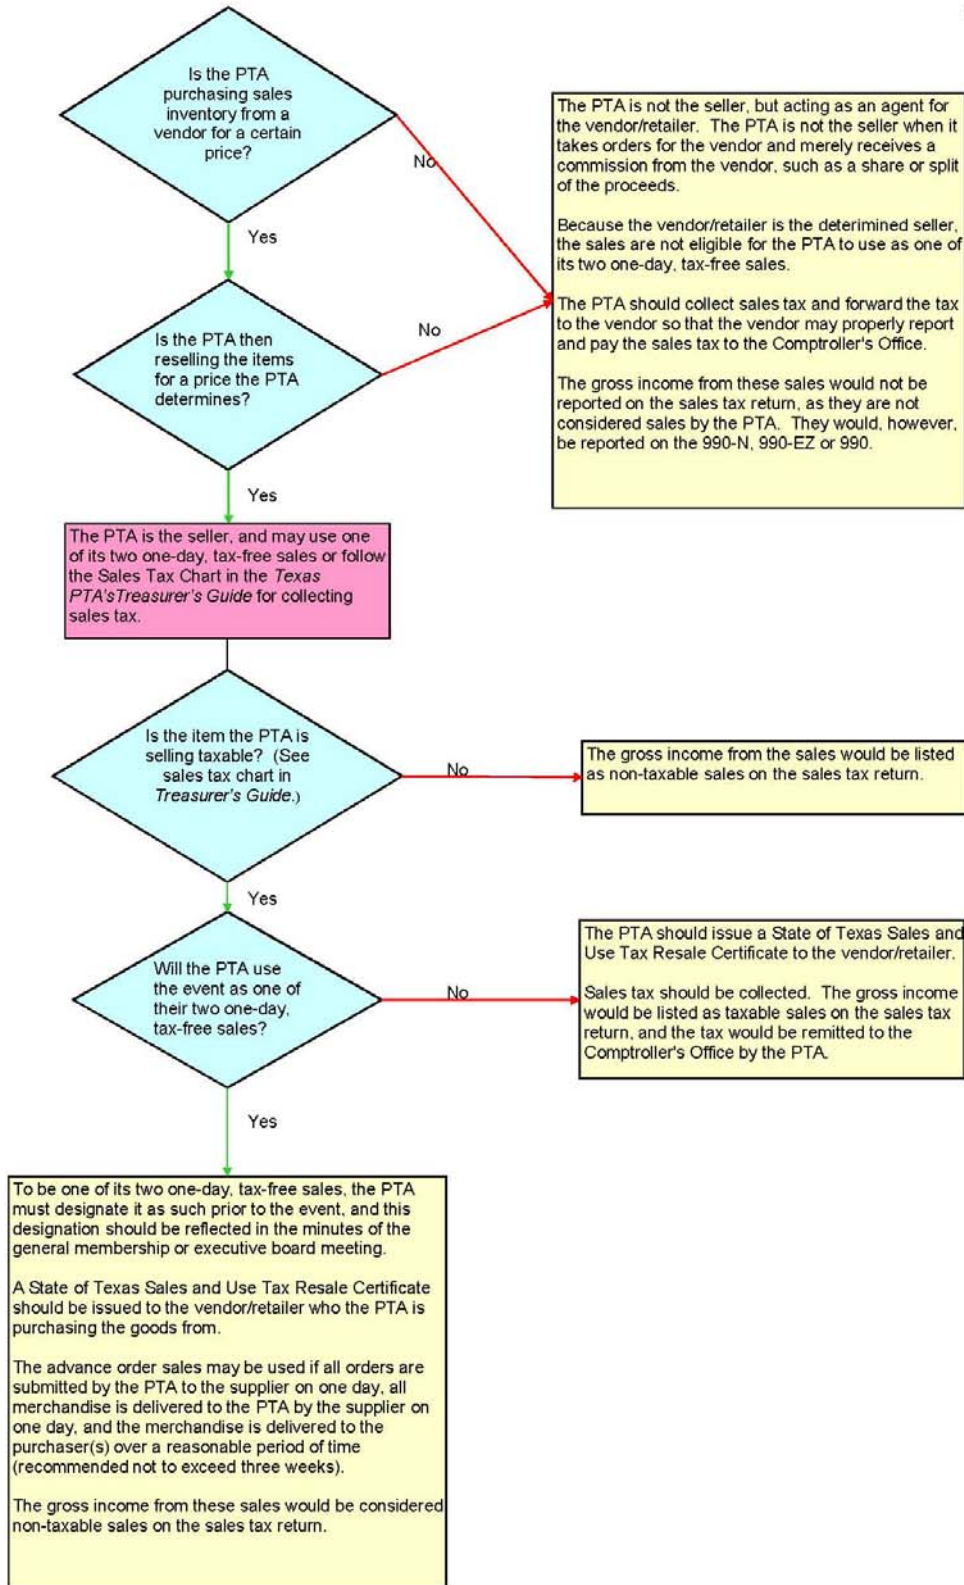 Is the PTA
purchasing sales
inventory from a
vendor for a certain
price?
No
Yes
The PTA is not the seller, but acting as an agent for
the vendor/retailer. The PTA is not the seller when it
takes orders for the vendor and merely receives a
commission from the vendor, such as a share or split
of the proceeds.
Because the vendor/retailer is the deterimined seller,
the sales are not eligible for the PTA to use as one of
its two one-day, tax-free sales.
The PTA should collect sales tax and forward the tax
to the vendor so that the vendor may properly report
and pay the sales tax to the Comptroller's Office.
The gross income from these sales would not be
reported on the sales tax return, as they are not
considered sales by the PTA. They would, however,
be reported on the 990-N, 990-EZ or 990.
Is the PTA then
reselling the items
for a price the PTA
determines?
No
Yes
The PTA is the seller, and may use one
of its two one-day, tax-free sales or follow
the Sales Tax Chart in the Texas
PTA'sTreasurer's Guide for collecting
sales tax.
Is the item the PTA is
selling taxable? (See
sales tax chart in
Treasurer's Guide.)
No
The gross income from the sales would be listed
as non-taxable sales on the sales tax return.
Yes
Will the PTA use
the event as one of
their two one-day,
tax-free sales?
No
The PTA should issue a State of Texas Sales and
Use Tax Resale Certificate to the vendor/retailer.
Sales tax should be collected. The gross income
would be listed as taxable sales on the sales tax
return, and the tax would be remitted to the
Comptroller's Office by the PTA.
Yes
To be one of its two one-day, tax-free sales, the PTA
must designate it as such prior to the event, and this
designation should be reflected in the minutes of the
general membership or executive board meeting.
A State of Texas Sales and Use Tax Resale Certificate
should be issued to the vendor/retailer who the PTA is
purchasing the goods from.
The advance order sales may be used if all orders are
submitted by the PTA to the supplier on one day, all
merchandise is delivered to the PTA by the supplier on
one day, and the merchandise is delivered to the
purchaser(s) over a reasonable period of time
(recommended not to exceed three weeks).
The gross income from these sales would be considered
non-taxable sales on the sales tax return.